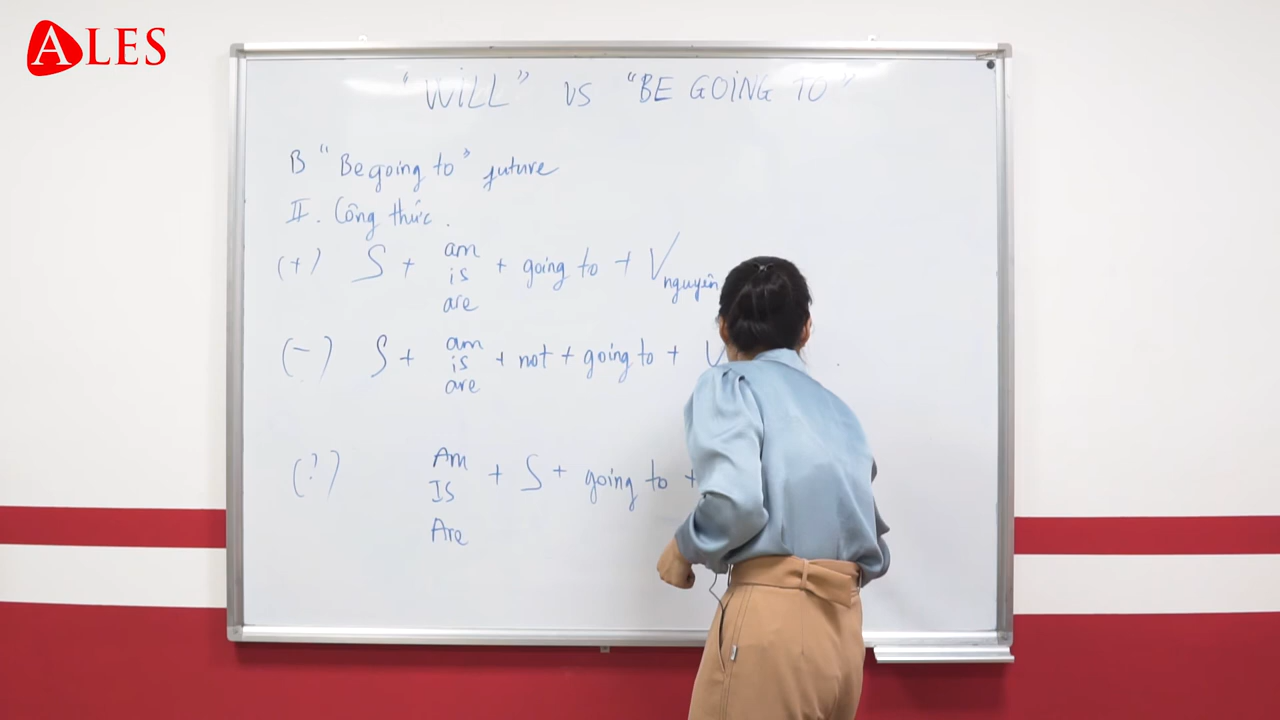 ALES
"WILL" vs "BE GOING TO"
B "Be going to" future
II. Công thức.
(+) S + am + going to + V nguyên
is
are
(-) S + am + not + going to + V
is
are
(?) Am + S + going to +
Is
Are